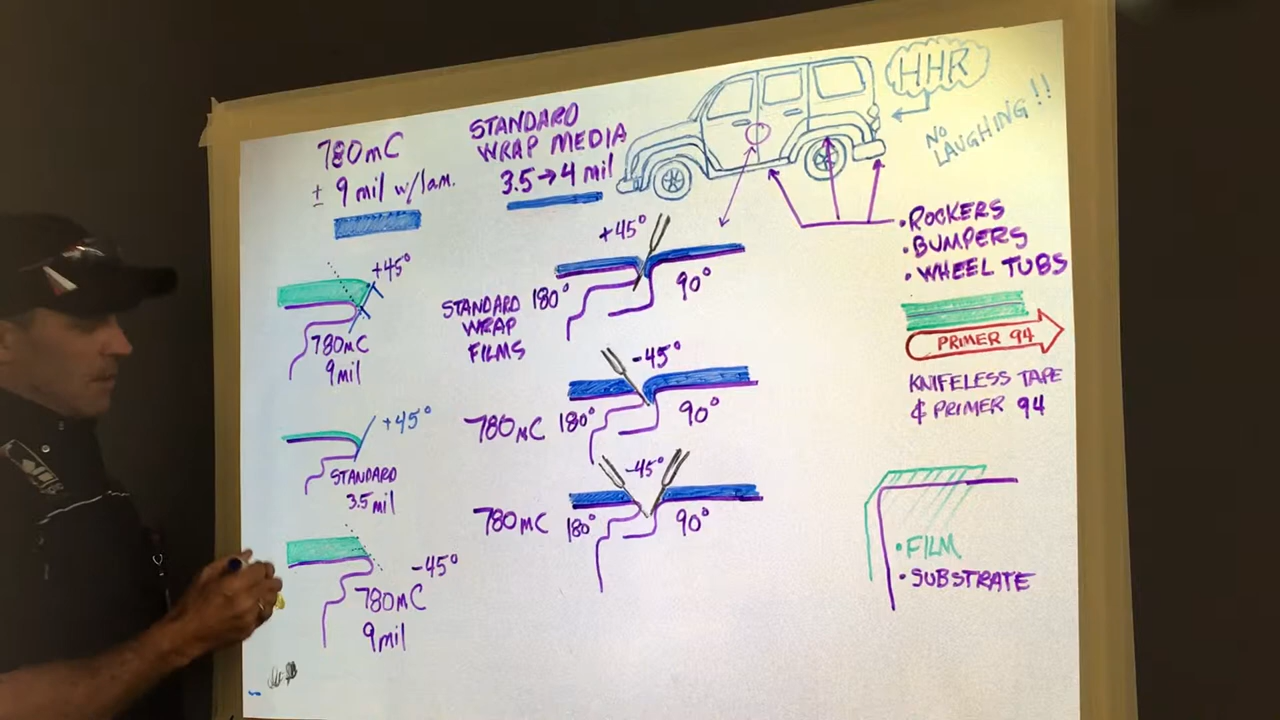 780mC
± 9 mil w/lam.
+45°
780mC
9mil
+45°
STANDARD
3.5mil
-45°
780mC
9mil
STANDARD
WRAP MEDIA
3.5→4 mil
+45°
180°
90°
STANDARD
WRAP
FILMS
-45°
780mC
180°
90°
-45°
780mC
180°
90°
HHR
NO
LAUGHING!!
•ROCKERS
•BUMPERS
•WHEEL TUBS
PRIMER 94
KNIFELESS TAPE
& PRIMER 94
•FILM
•SUBSTRATE